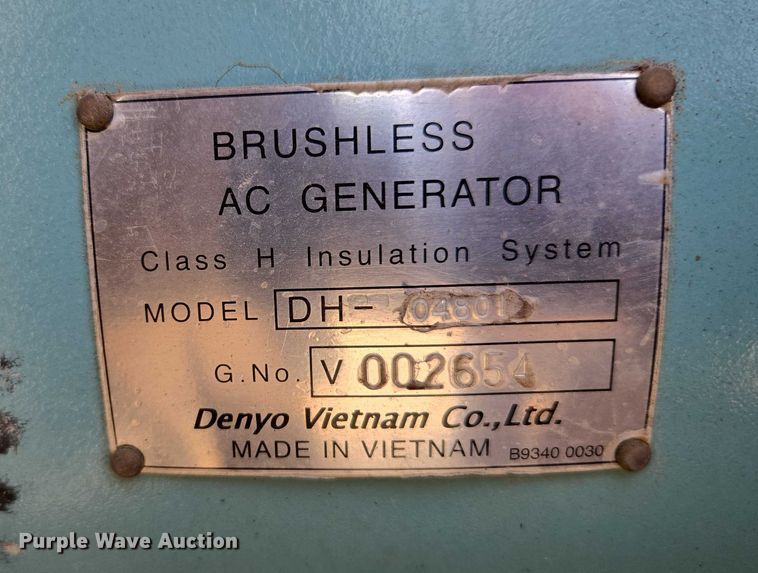 BRUSHLESS
AC GENERATOR
Class H Insulation System
MODEL DH-
G.No. V 002654
Denyo Vietnam Co.,Ltd.
MADE IN VIETNAM B9340 0030
Purple Wave Auction